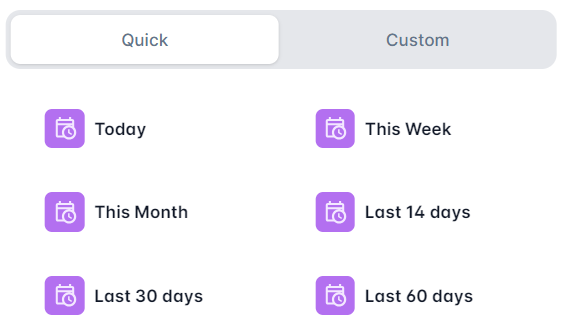 Quick
Custom
Today
This Week
This Month
Last 14 days
Last 30 days
Last 60 days